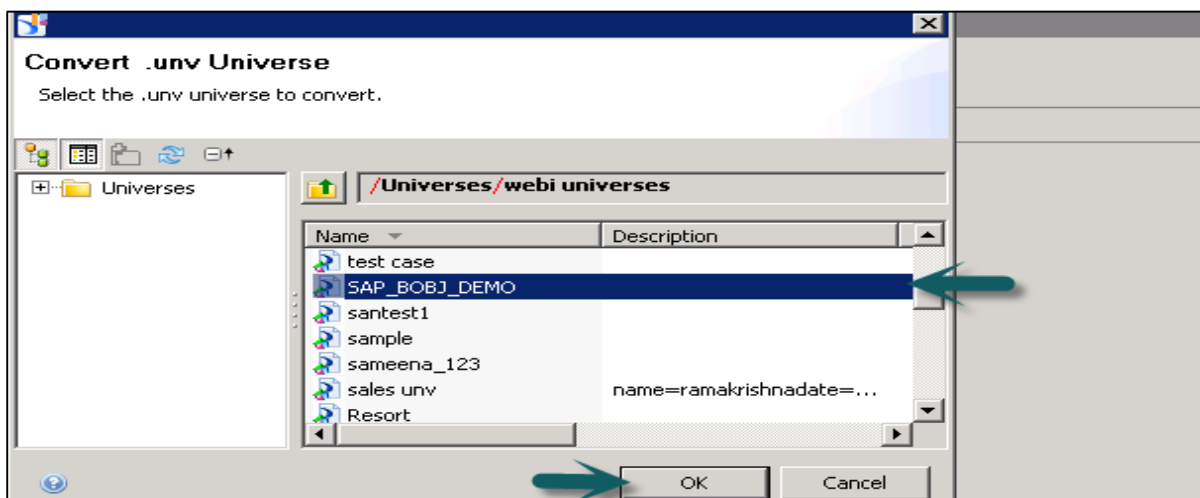 Convert .unv Universe
Select the .unv universe to convert.
Universes
/Universes/webi universes
Name Description
test case
SAP_BOBJ_DEMO
santest1
sample
sameena_123
sales unv name=ramakrishnadate=...
Resort
OK Cancel